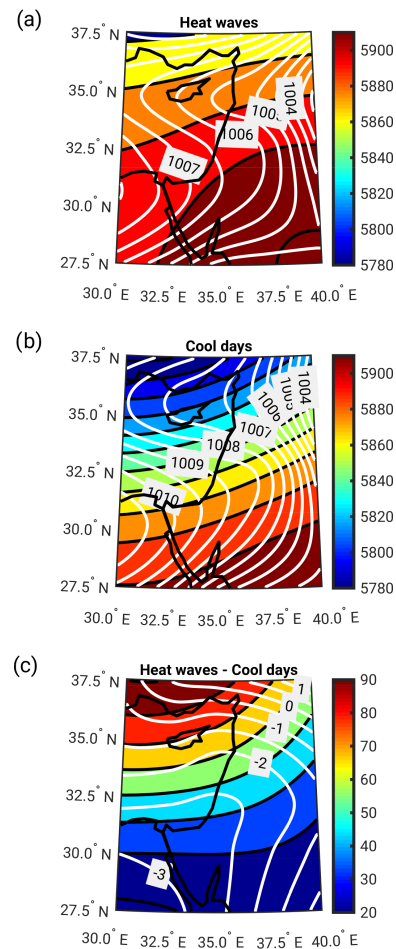 (a)
Heat waves
37.5° N
35.0° N
32.5° N
30.0° N
27.5° N
30.0° E 32.5° E 35.0° E 37.5° E 40.0° E
1004
1006
1007
5900
5880
5860
5840
5820
5800
5780
(b)
Cool days
37.5° N
35.0° N
32.5° N
30.0° N
27.5° N
30.0° E 32.5° E 35.0° E 37.5° E 40.0° E
1004
1005
1006
1007
1008
1009
1010
5900
5880
5860
5840
5820
5800
5780
(c)
Heat waves - Cool days
37.5° N
35.0° N
32.5° N
30.0° N
27.5° N
30.0° E 32.5° E 35.0° E 37.5° E 40.0° E
1
0
-1
-2
-3
90
80
70
60
50
40
30
20